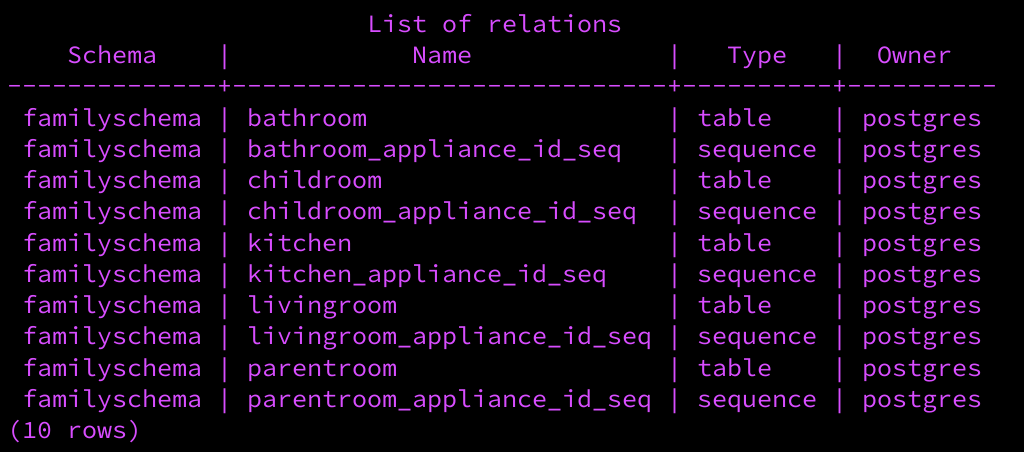 List of relations
Schema | Name | Type | Owner
--------------+-----------------------------+----------+----------
familyschema | bathroom | table | postgres
familyschema | bathroom_appliance_id_seq | sequence | postgres
familyschema | childroom | table | postgres
familyschema | childroom_appliance_id_seq | sequence | postgres
familyschema | kitchen | table | postgres
familyschema | kitchen_appliance_id_seq | sequence | postgres
familyschema | livingroom | table | postgres
familyschema | livingroom_appliance_id_seq | sequence | postgres
familyschema | parentroom | table | postgres
familyschema | parentroom_appliance_id_seq | sequence | postgres
(10 rows)